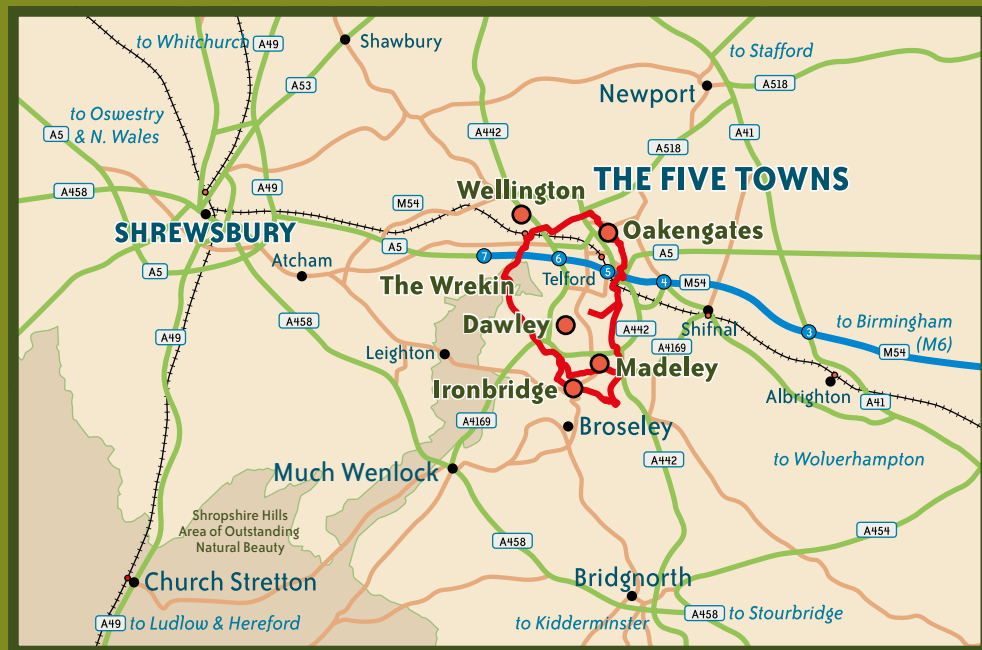 to Whitchurch
A49
Shawbury
to Stafford
A53
Newport
A518
to Oswestry
& N. Wales
A5
A442
A41
A518
A458
A49
Wellington
THE FIVE TOWNS
M54
SHREWSBURY
Oakengates
A5
A5
Atcham
A5
7
6
5
4
Telford
M54
The Wrekin
A458
Dawley
A442
Shifnal
3
to Birmingham
(M6)
A49
Leighton
A4169
M54
Madeley
Ironbridge
Albrighton
A41
A4169
Broseley
Much Wenlock
A442
to Wolverhampton
Shropshire Hills
Area of Outstanding
Natural Beauty
A458
A454
Church Stretton
Bridgnorth
A49
to Ludlow & Hereford
to Kidderminster
A458
to Stourbridge